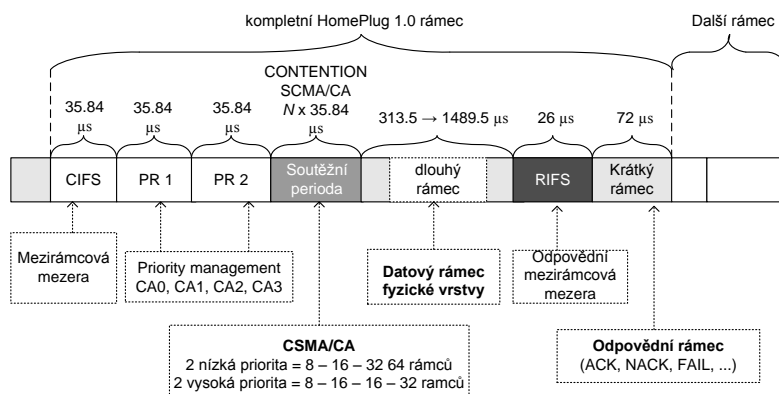 kompletní HomePlug 1.0 rámec
Další rámec
CONTENTION
SCMA/CA
N x 35.84
µs
35.84
µs
35.84
µs
35.84
µs
313.5 → 1489.5 µs
26 µs
72 µs
CIFS
PR 1
PR 2
Soutěžní
perioda
dlouhý
rámec
RIFS
Krátký
rámec
Mezirámcová
mezera
Priority management
CA0, CA1, CA2, CA3
Datový rámec
fyzické vrstvy
Odpovědní
mezirámcová
mezera
CSMA/CA
2 nízká priorita = 8 – 16 – 32 64 rámců
2 vysoká priorita = 8 – 16 – 16 – 32 ramců
Odpovědní rámec
(ACK, NACK, FAIL, ...)